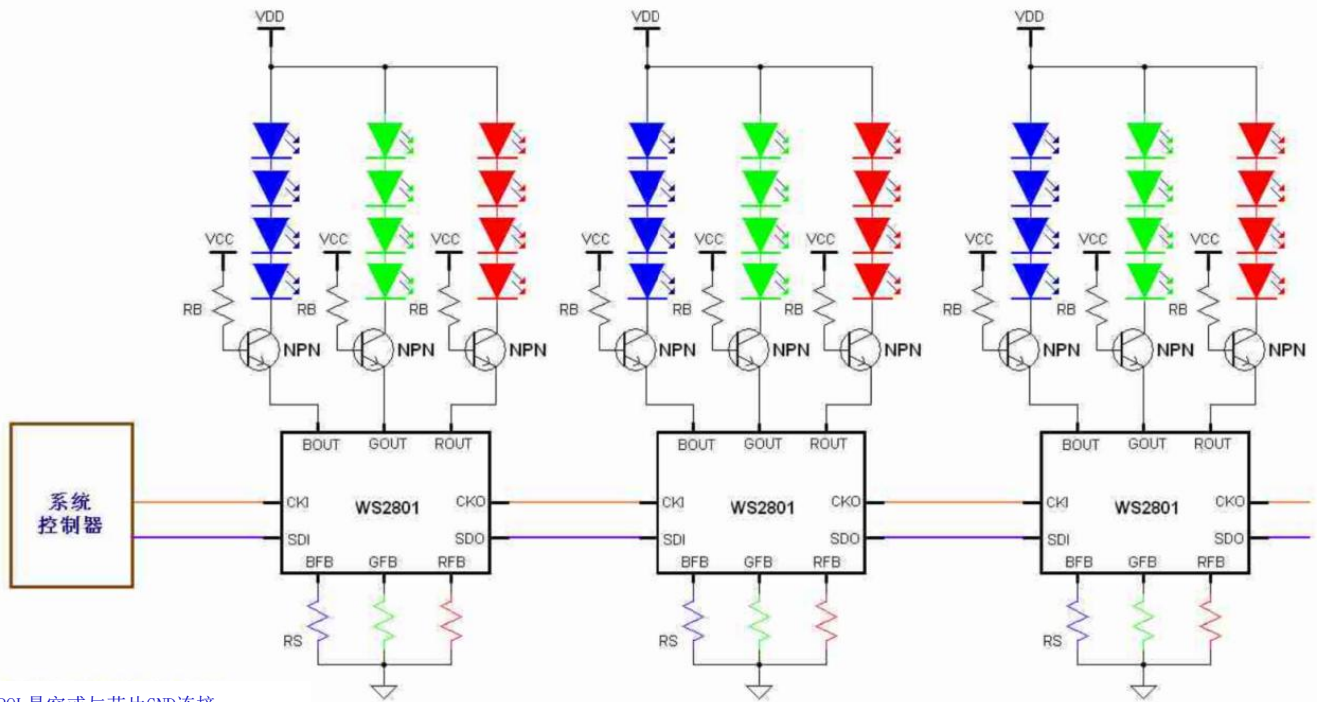 VDD VDD VDD
VCC VCC VCC VCC VCC VCC VCC VCC VCC
RB RB RB RB RB RB RB RB RB
NPN NPN NPN NPN NPN NPN NPN NPN NPN
BOUT GOUT ROUT BOUT GOUT ROUT BOUT GOUT ROUT
系统
控制器
CKI WS2801 CKO CKI WS2801 CKO CKI WS2801 CKO
SDI SDO SDI SDO SDI SDO
BFB GFB RFB BFB GFB RFB BFB GFB RFB
RS RS RS